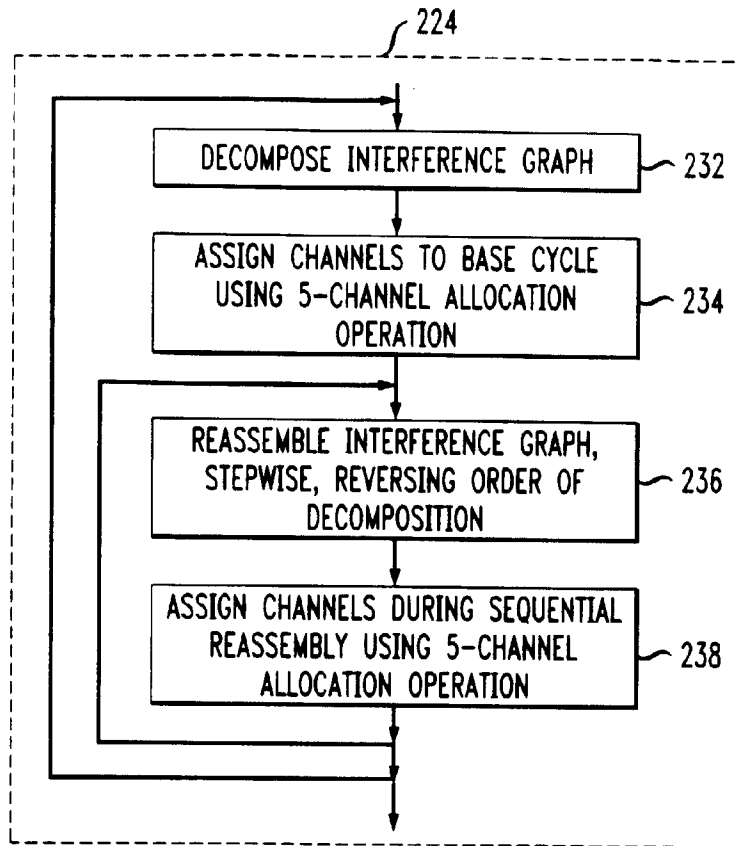 224
DECOMPOSE INTERFERENCE GRAPH
232
ASSIGN CHANNELS TO BASE CYCLE
USING 5-CHANNEL ALLOCATION
OPERATION
234
REASSEMBLE INTERFERENCE GRAPH,
STEPWISE, REVERSING ORDER OF
DECOMPOSITION
236
ASSIGN CHANNELS DURING SEQUENTIAL
REASSEMBLY USING 5-CHANNEL
ALLOCATION OPERATION
238